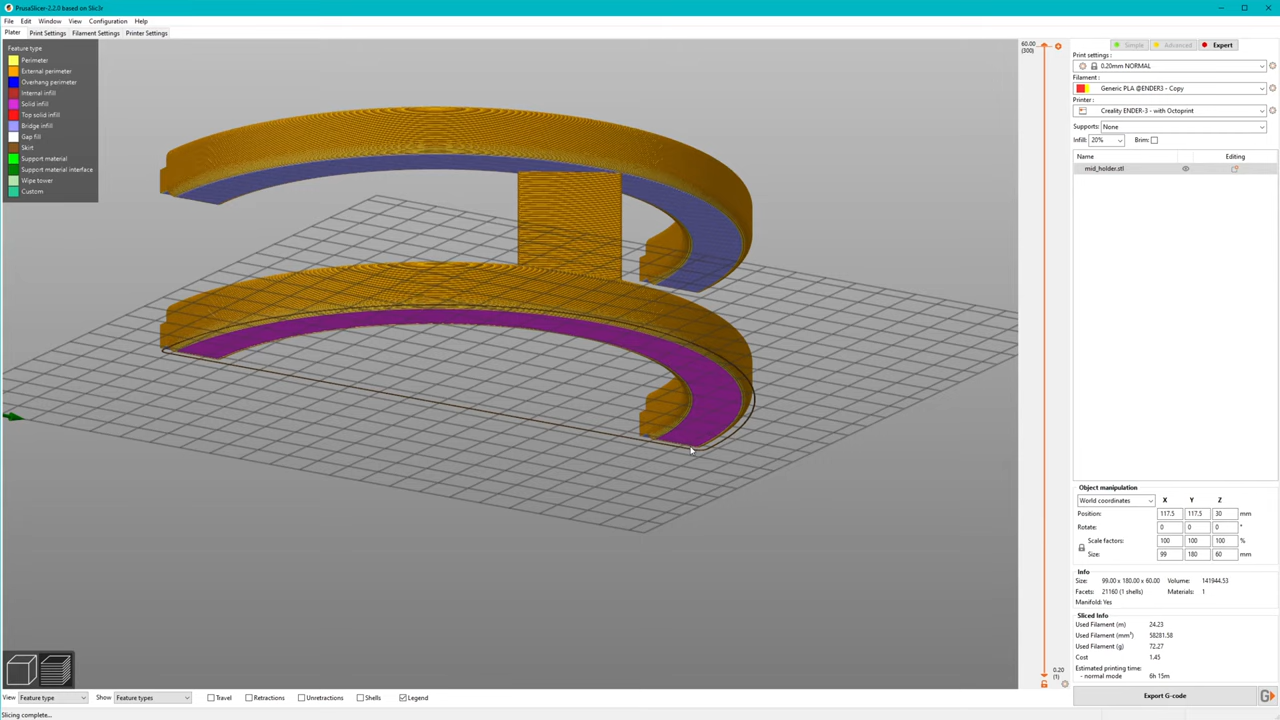 PrusaSlicer-2.2.0 based on Slic3r
File Edit Window View Configuration Help
Plater Print Settings Filament Settings Printer Settings
Feature type
Perimeter
External perimeter
Overhang perimeter
Internal infill
Solid infill
Top solid infill
Bridge infill
Gap fill
Skirt
Support material
Support material interface
Wipe tower
Custom
60.00
(300)
0.20
(1)
Simple Advanced Expert
Print settings:
0.20mm NORMAL
Filament:
Generic PLA @ENDER3 - Copy
Printer:
Creality ENDER-3 - with Octoprint
Supports: None
Infill: 20% Brim:
Name Editing
mid_holder.stl
Object manipulation
World coordinates X Y Z
Position: 117.5 117.5 30 mm
Rotate: 0 0 0 °
Scale factors: 100 100 100 %
Size: 99 180 60 mm
Info
Size: 99.00 x 180.00 x 60.00 Volume: 141944.53
Facets: 21160 (1 shells) Materials: 1
Manifold: Yes
Sliced Info
Used Filament (m) 24.23
Used Filament (mm³) 58281.58
Used Filament (g) 72.27
Cost 1.45
Estimated printing time:
- normal mode 6h 15m
Export G-code
View Feature type Show Feature types Travel Retractions Unretractions Shells Legend
Slicing complete...